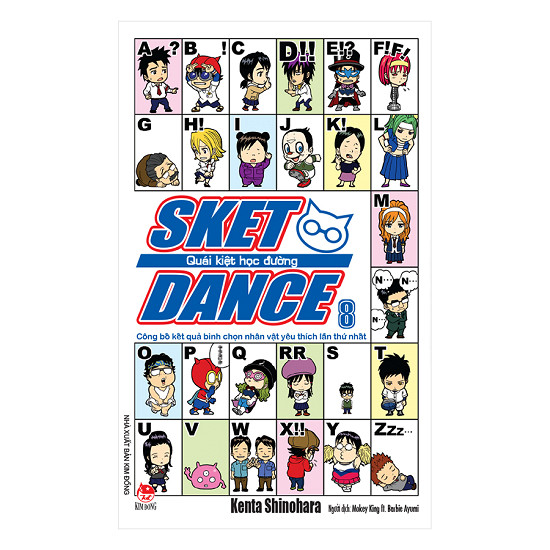 A ? B ! C D!! E!? F!F!
G H! I J K! L
M
SKET
Quái kiệt học đường
DANCE 8
Công bố kết quả bình chọn nhân vật yêu thích lần thứ nhất
N... N...
N...
O P Q RR S T
U V W X!! Y ZZZ...
NHÀ XUẤT BẢN KIM ĐỒNG
KIM ĐỒNG
Kenta Shinohara
Người dịch: Mokey King ft. Barbie Ayumi